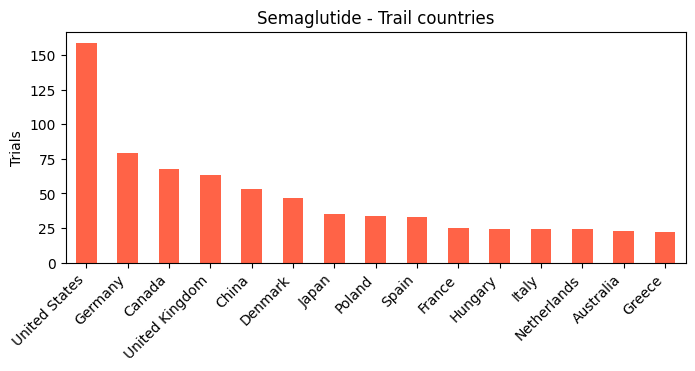 Semaglutide - Trail countries
Trials
150
125
100
75
50
25
0
United States
Germany
Canada
United Kingdom
China
Denmark
Japan
Poland
Spain
France
Hungary
Italy
Netherlands
Australia
Greece